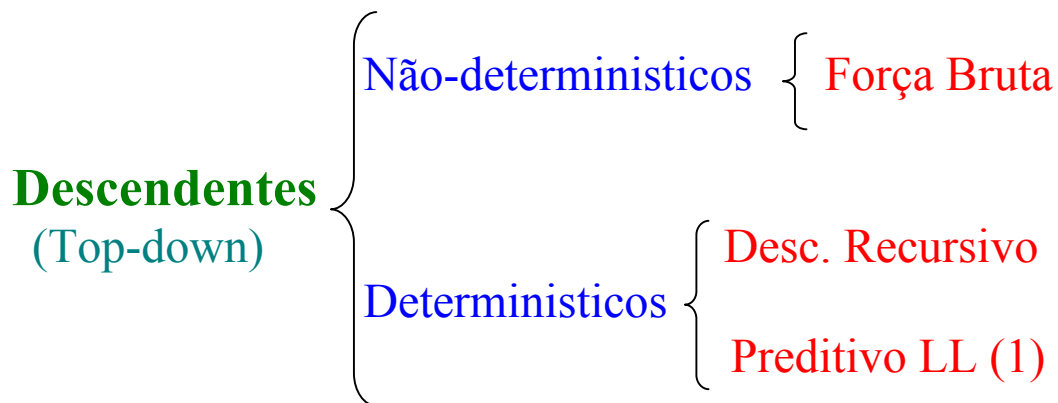 Não-deterministicos Força Bruta
Descendentes
(Top-down)
Desc. Recursivo
Deterministicos
Preditivo LL (1)